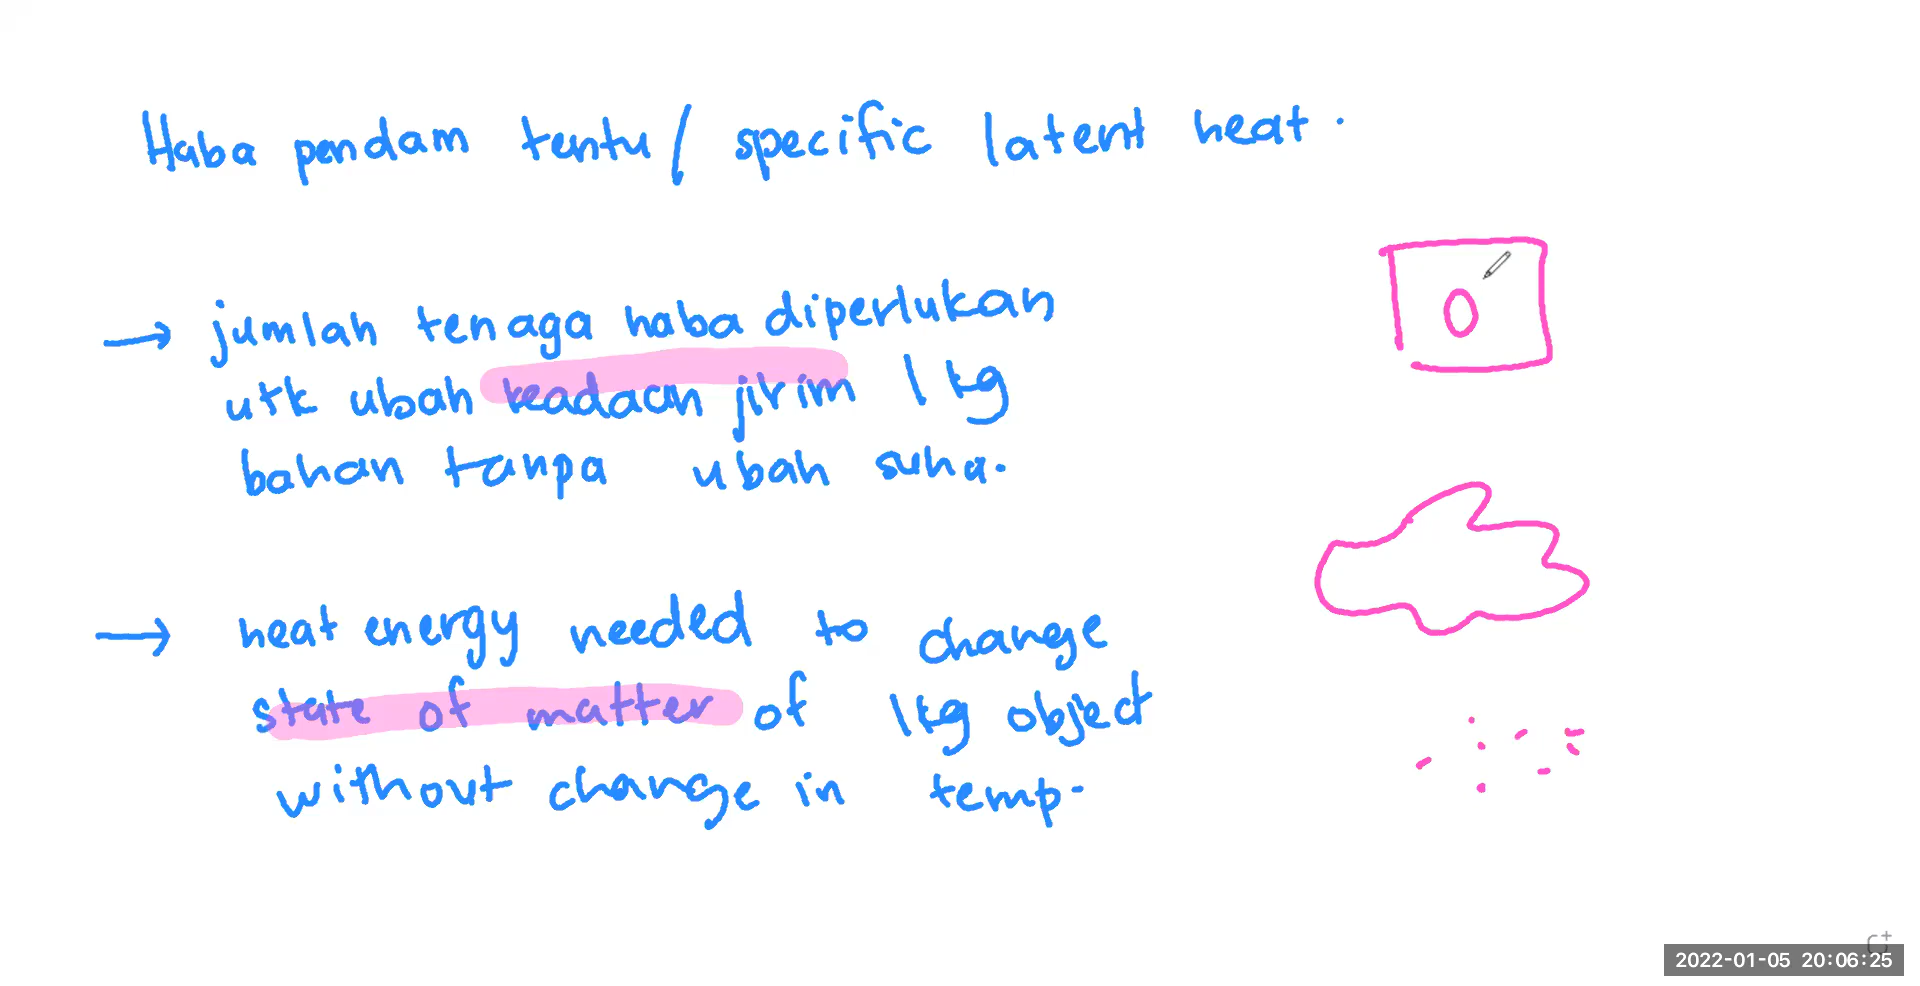 Haba pendam tentu / specific latent heat.
→ jumlah tenaga haba diperlukan
utk ubah keadaan jirim 1 kg
bahan tanpa ubah suhu.
→ heat energy needed to change
state of matter of 1kg object
without change in temp.
0
2022-01-05 20:06:25